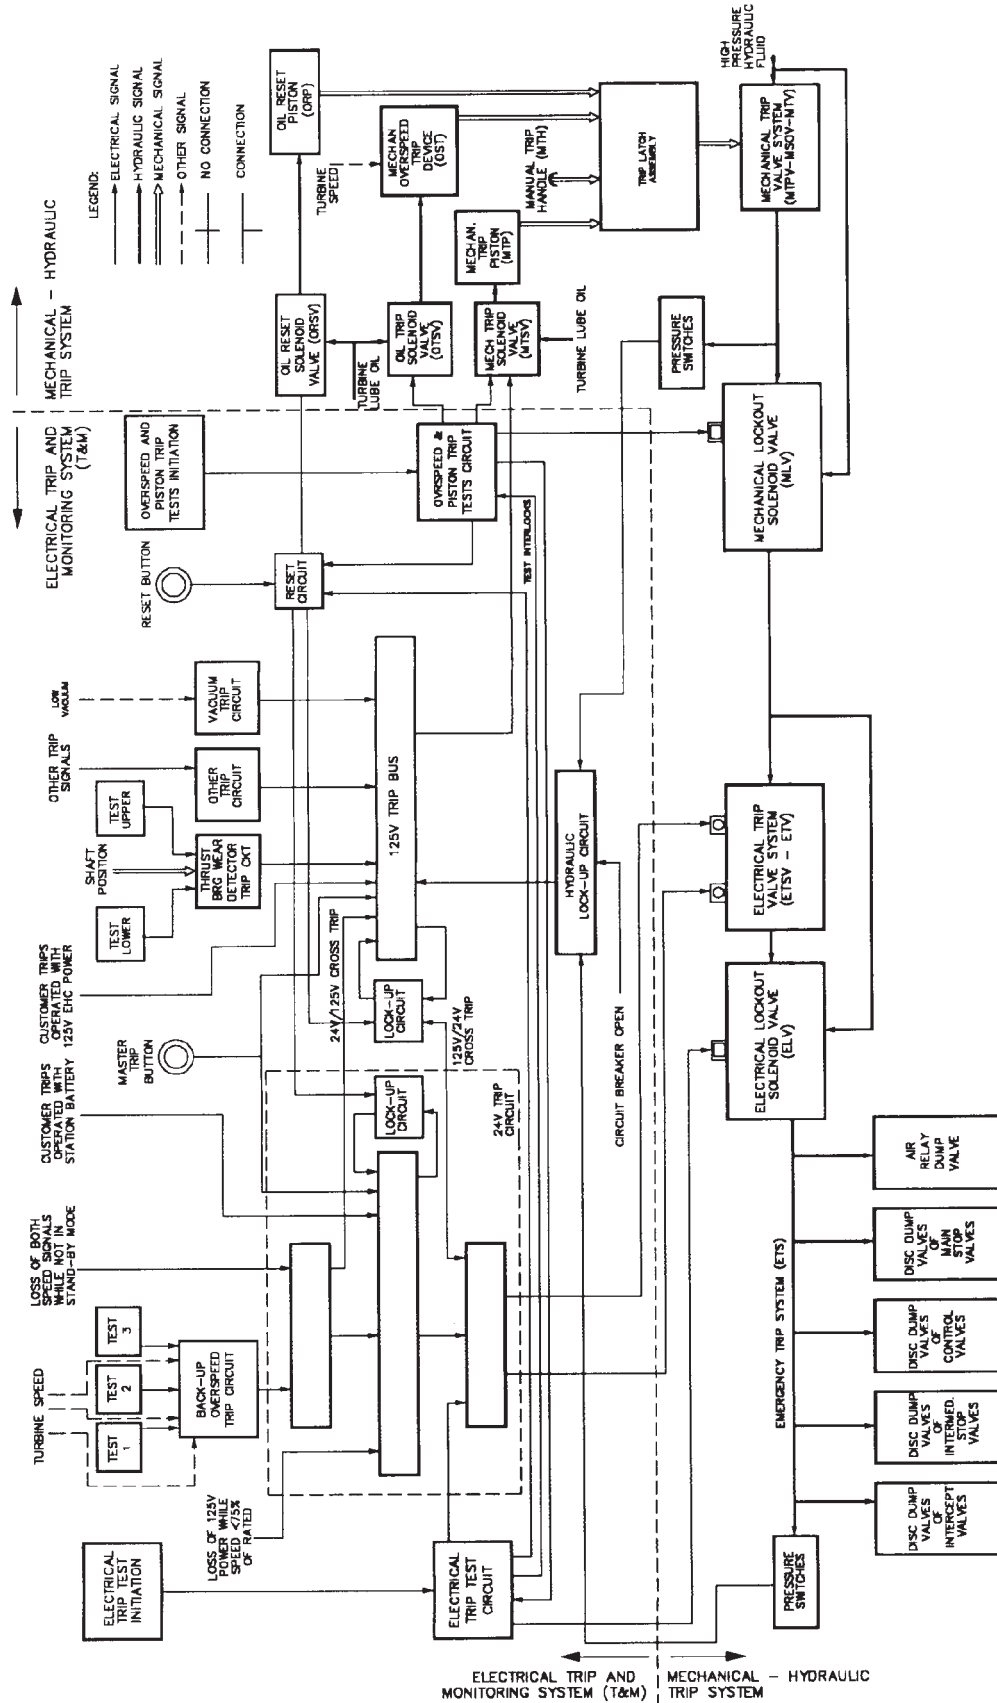 LEGEND:
ELECTRICAL SIGNAL
HYDRAULIC SIGNAL
MECHANICAL SIGNAL
OTHER SIGNAL
NO CONNECTION
CONNECTION
MECHANICAL – HYDRAULIC
TRIP SYSTEM
ELECTRICAL TRIP AND
MONITORING SYSTEM
(T&M)
OIL RESET
PISTON
(ORP)
TURBINE
SPEED
MECHAN
OVERSPEED
TRIP
DEVICE
(OST)
MANUAL TRIP
HANDLE (MTH)
MECHAN.
TRIP
PISTON
(MTP)
TRIP LATCH
ASSEMBLY
HIGH
PRESSURE
HYDRAULIC
FLUID
MECHANICAL TRIP
VALVE SYSTEM
(MTPV-MSOV-MTV)
OIL RESET
SOLENOID
VALVE (ORSV)
TURBINE
LUBE OIL
OIL TRIP
SOLENOID
VALVE
(OTSV)
MECH TRIP
SOLENOID
VALVE
(MTSV)
TURBINE LUBE OIL
PRESSURE
SWITCHES
OVERSPEED AND
PISTON TRIP
TESTS INITIATION
OVRSPEED &
PISTON TRIP
TESTS CIRCUIT
MECHANICAL LOCKOUT
SOLENOID VALVE
(MLV)
RESET BUTTON
RESET
CIRCUIT
TEST INTERLOCKS
LOW
VACUUM
VACUUM
TRIP
CIRCUIT
OTHER TRIP
SIGNALS
OTHER
TRIP
CIRCUIT
125V TRIP BUS
TEST
UPPER
SHAFT
POSITION
TEST
LOWER
THRUST
BRG WEAR
DETECTOR
TRIP CKT
HYDRAULIC
LOCK-UP CIRCUIT
CIRCUIT BREAKER OPEN
ELECTRICAL TRIP
VALVE SYSTEM
(ETSV – ETV)
CUSTOMER TRIPS
OPERATED WITH
125V EHC POWER
24V/125V CROSS TRIP
LOCK-UP
CIRCUIT
125V/24V
CROSS TRIP
MASTER
TRIP
BUTTON
CUSTOMER TRIPS
OPERATED WITH
STATION BATTERY
LOCK-UP
CIRCUIT
24V TRIP
CIRCUIT
ELECTRICAL LOCKOUT
SOLENOID VALVE
(ELV)
LOSS OF BOTH
SPEED SIGNALS
WHILE NOT IN
STAND-BY MODE
TURBINE SPEED
TEST
3
TEST
2
TEST
1
BACK-UP
OVERSPEED
TRIP CIRCUIT
LOSS OF 125V
POWER WHILE
SPEED <75%
OF RATED
ELECTRICAL
TRIP TEST
INITIATION
ELECTRICAL
TRIP TEST
CIRCUIT
EMERGENCY TRIP SYSTEM (ETS)
AIR
RELAY
DUMP
VALVE
DISC DUMP
VALVES
OF
MAIN
STOP
VALVES
DISC DUMP
VALVES
OF
CONTROL
VALVES
DISC DUMP
VALVES
OF
INTERMED.
STOP
VALVES
DISC DUMP
VALVES
OF
INTERCEPT
VALVES
PRESSURE
SWITCHES
ELECTRICAL TRIP AND
MONITORING SYSTEM (T&M)
MECHANICAL – HYDRAULIC
TRIP SYSTEM